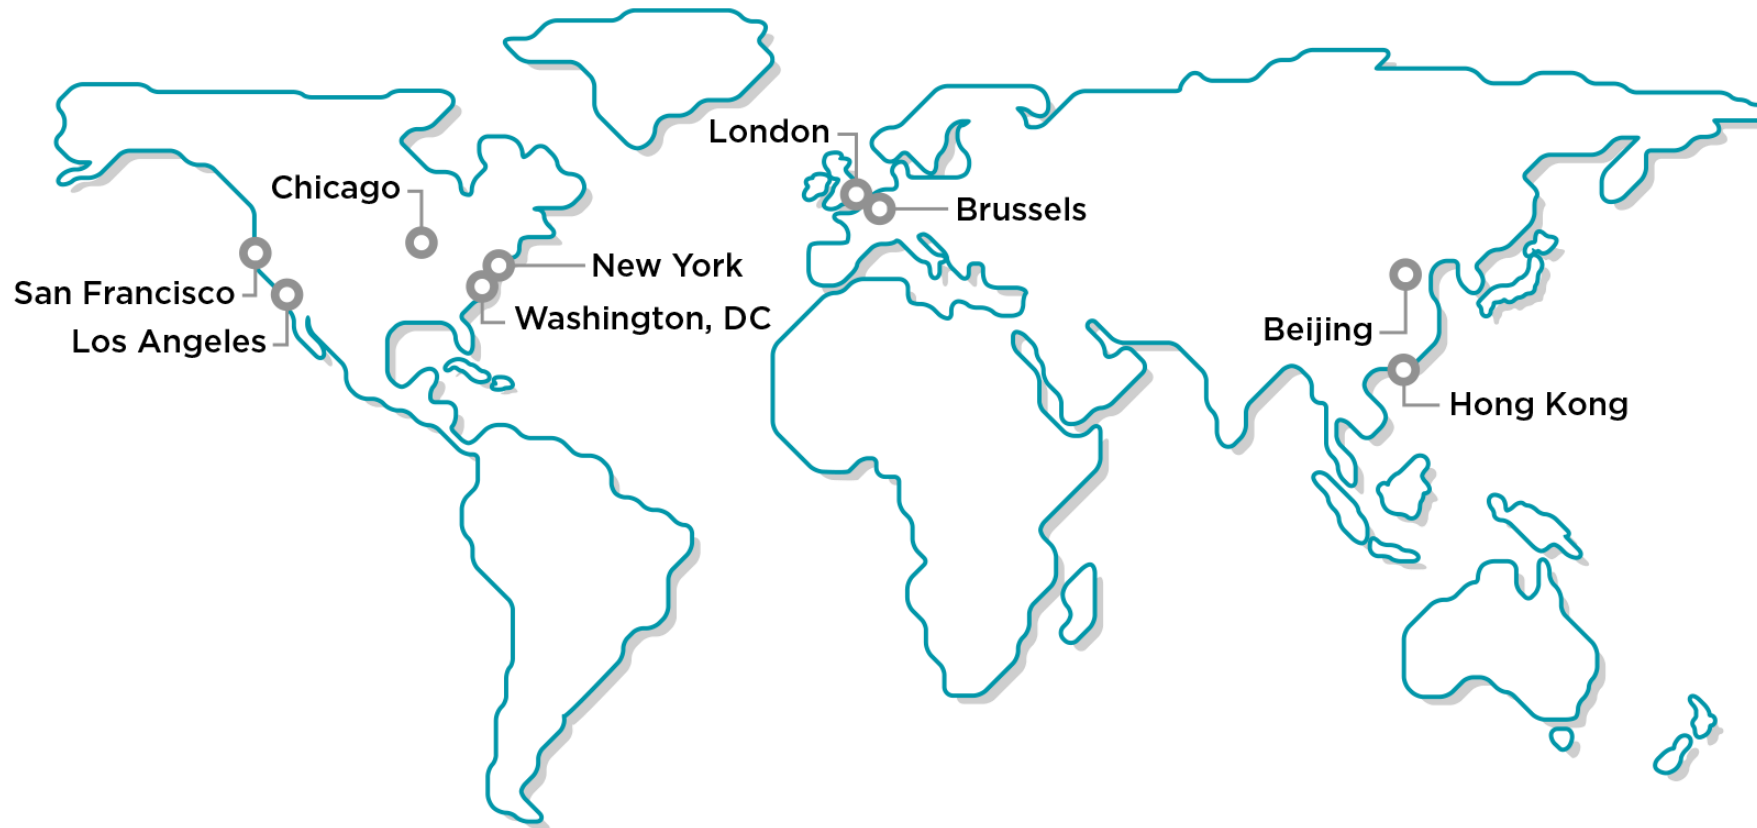 London
Chicago
Brussels
New York
San Francisco
Washington, DC
Los Angeles
Beijing
Hong Kong